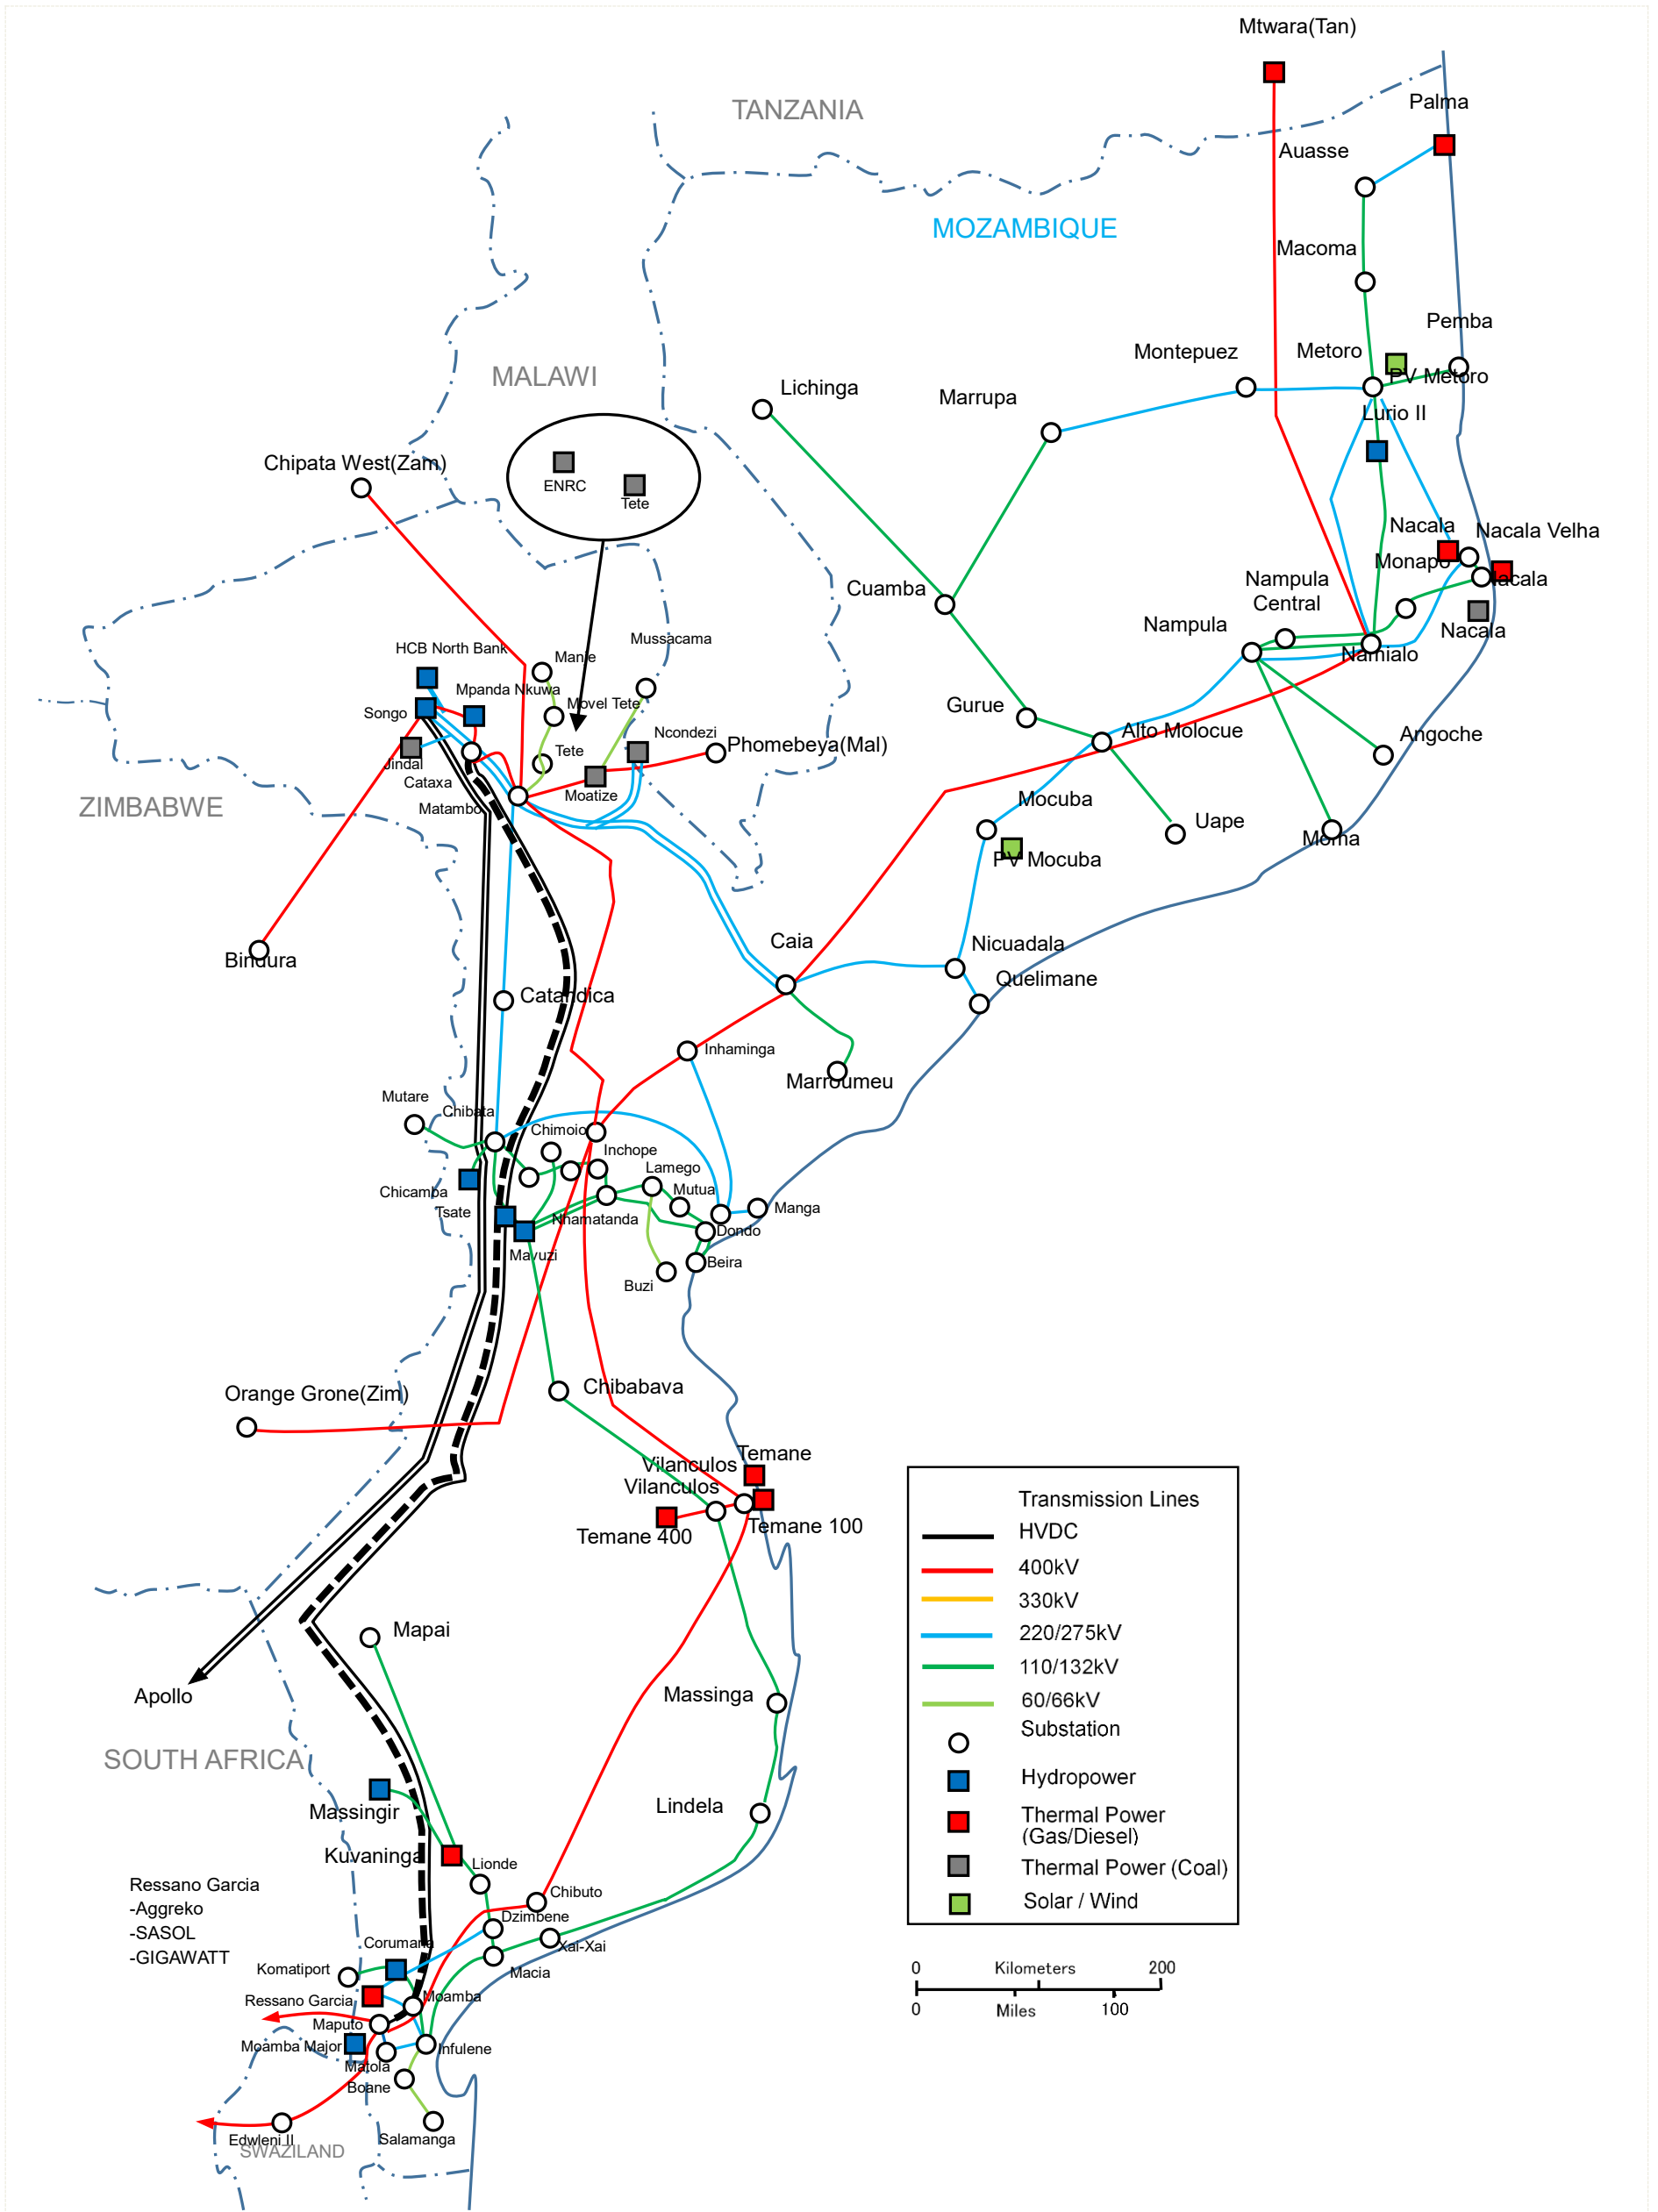 Mtwara(Tan)
Palma
TANZANIA
Auasse
MOZAMBIQUE
Macoma
Pemba
Montepuez
Metoro
PV Metoro
MALAWI
Lichinga
Marrupa
Lurio II
Chipata West(Zam)
ENRC
Tete
Nacala
Nacala Velha
Monapo
Nacala
Nampula
Central
Cuamba
Nampula
Nacala
Namialo
HCB North Bank
Manje
Mussacama
Mpanda Nkuwa
Movel Tete
Songo
Gurue
Alto Molocue
Angoche
Ncondezi
Phomebeya(Mal)
Tete
Jindal
Cataxa
Moatize
Matambo
ZIMBABWE
Mocuba
Uape
Moma
PV Mocuba
Bindura
Caia
Nicuadala
Quelimane
Catandica
Inhaminga
Marroumeu
Mutare
Chibata
Chimoio
Inchope
Lamego
Mutua
Chicamba
Tsate
Nhamatanda
Manga
Dondo
Mavuzi
Beira
Buzi
Chibabava
Orange Grone(Zim)
Temane
Vilanculos
Vilanculos
Temane 400
Temane 100
Transmission Lines
HVDC
400kV
330kV
220/275kV
110/132kV
60/66kV
Substation
Hydropower
Thermal Power
(Gas/Diesel)
Thermal Power (Coal)
Solar / Wind
Mapai
Apollo
Massinga
SOUTH AFRICA
Massingir
Lindela
Kuvaninga
Lionde
Ressano Garcia
-Aggreko
-SASOL
-GIGAWATT
Chibuto
Dzimbene
Corumana
Xai-Xai
Komatiport
Macia
0 Kilometers 200
0 Miles 100
Ressano Garcia
Moamba
Maputo
Moamba Major
Infulene
Matola
Boane
Edwleni II
Salamanga
SWAZILAND